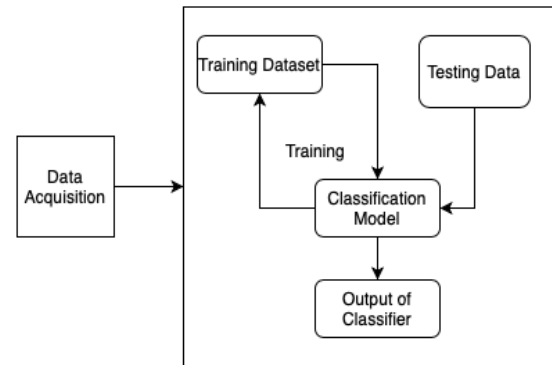 Training Dataset
Testing Data
Training
Data
Acquisition
Classification
Model
Output of
Classifier